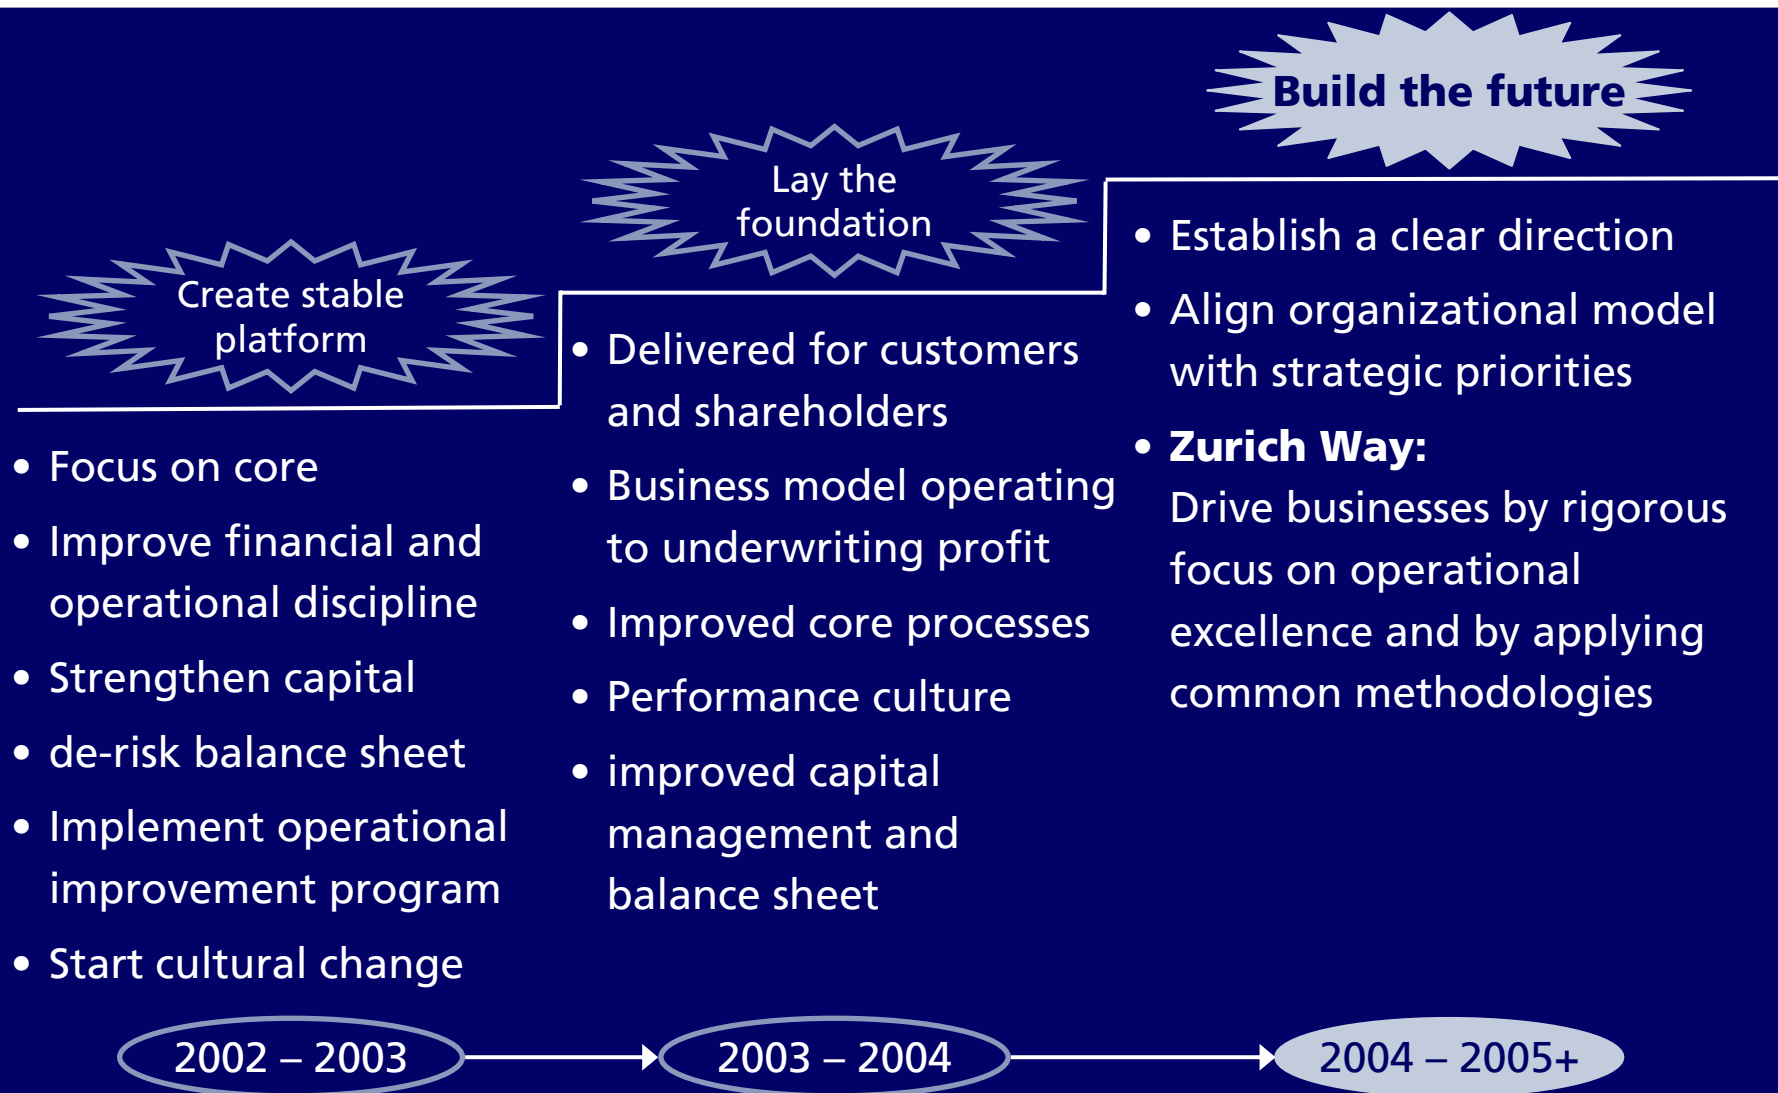 Create stable
platform
• Focus on core
• Improve financial and
operational discipline
• Strengthen capital
• de-risk balance sheet
• Implement operational
improvement program
• Start cultural change
2002 – 2003
Lay the
foundation
• Delivered for customers
and shareholders
• Business model operating
to underwriting profit
• Improved core processes
• Performance culture
• improved capital
management and
balance sheet
2003 – 2004
Build the future
• Establish a clear direction
• Align organizational model
with strategic priorities
• Zurich Way:
Drive businesses by rigorous
focus on operational
excellence and by applying
common methodologies
2004 – 2005+